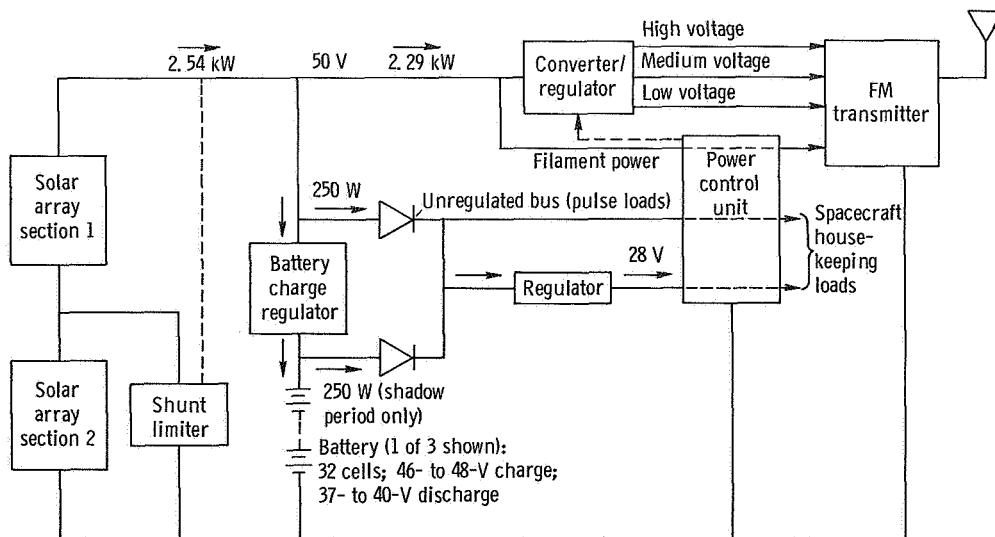 High voltage
2.54 kW
50 V
2.29 kW
Converter/
regulator
Medium voltage
Low voltage
FM
transmitter
Filament power
Power
control
unit
Solar
array
section 1
250 W
Unregulated bus (pulse loads)
Spacecraft
house-
keeping
loads
Battery
charge
regulator
28 V
Regulator
Solar
array
section 2
Shunt
limiter
250 W (shadow
period only)
Battery (1 of 3 shown):
32 cells; 46- to 48-V charge;
37- to 40-V discharge